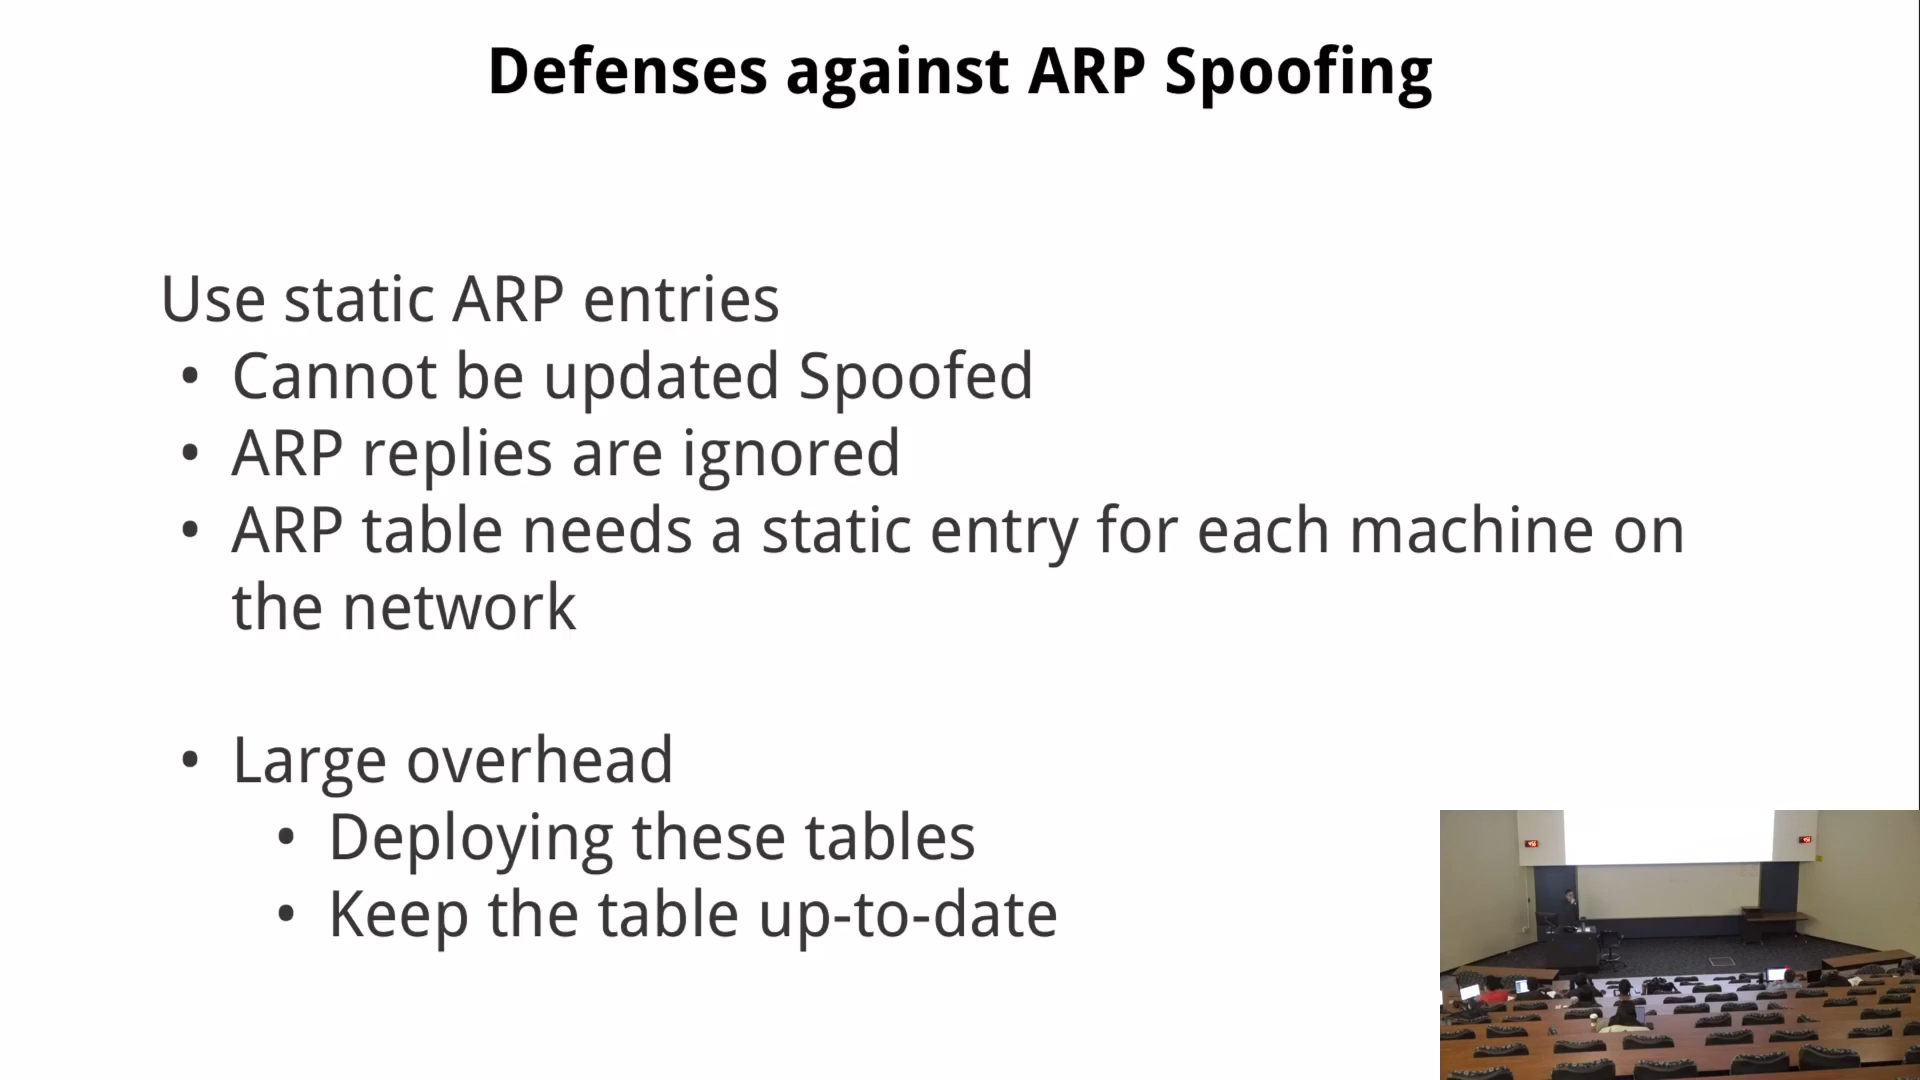 Defenses against ARP Spoofing
Use static ARP entries
• Cannot be updated Spoofed
• ARP replies are ignored
• ARP table needs a static entry for each machine on
the network
• Large overhead
• Deploying these tables
• Keep the table up-to-date